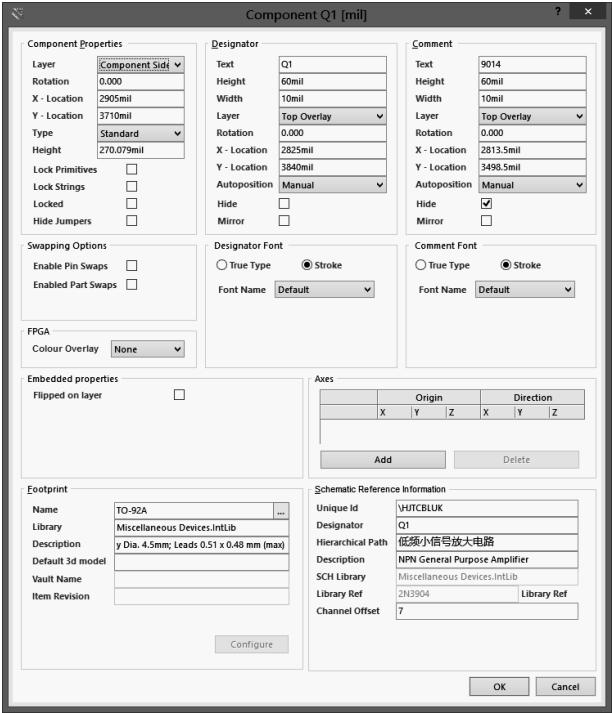 Component Q1 [mil]
? ×
Component Properties
Layer Component Side
Rotation 0.000
X - Location 2905mil
Y - Location 3710mil
Type Standard
Height 270.079mil
Lock Primitives
Lock Strings
Locked
Hide Jumpers
Designator
Text Q1
Height 60mil
Width 10mil
Layer Top Overlay
Rotation 0.000
X - Location 2825mil
Y - Location 3840mil
Autoposition Manual
Hide
Mirror
Comment
Text 9014
Height 60mil
Width 10mil
Layer Top Overlay
Rotation 0.000
X - Location 2813.5mil
Y - Location 3498.5mil
Autoposition Manual
Hide
Mirror
Swapping Options
Enable Pin Swaps
Enabled Part Swaps
Designator Font
True Type Stroke
Font Name Default
Comment Font
True Type Stroke
Font Name Default
FPGA
Colour Overlay None
Embedded properties
Flipped on layer
Axes
Origin Direction
X Y Z X Y Z
Add Delete
Footprint
Name TO-92A ...
Library Miscellaneous Devices.IntLib
Description y Dia. 4.5mm; Leads 0.51 x 0.48 mm (max)
Default 3d model
Vault Name
Item Revision
Configure
Schematic Reference Information
Unique Id \HJTCBLUK
Designator Q1
Hierarchical Path 低频小信号放大电路
Description NPN General Purpose Amplifier
SCH Library Miscellaneous Devices.IntLib
Library Ref 2N3904 Library Ref
Channel Offset 7
OK Cancel